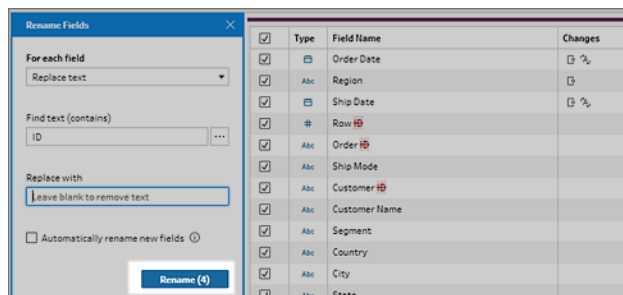 Rename Fields
For each field
Replace text
Find text (contains)
ID
...
Replace with
Leave blank to remove text
Automatically rename new fields
Rename (4)
Type Field Name Changes
Order Date
Abc Region
Ship Date
# Row ID
Abc Order ID
Abc Ship Mode
Abc Customer ID
Abc Customer Name
Abc Segment
Abc Country
Abc City
Abc State